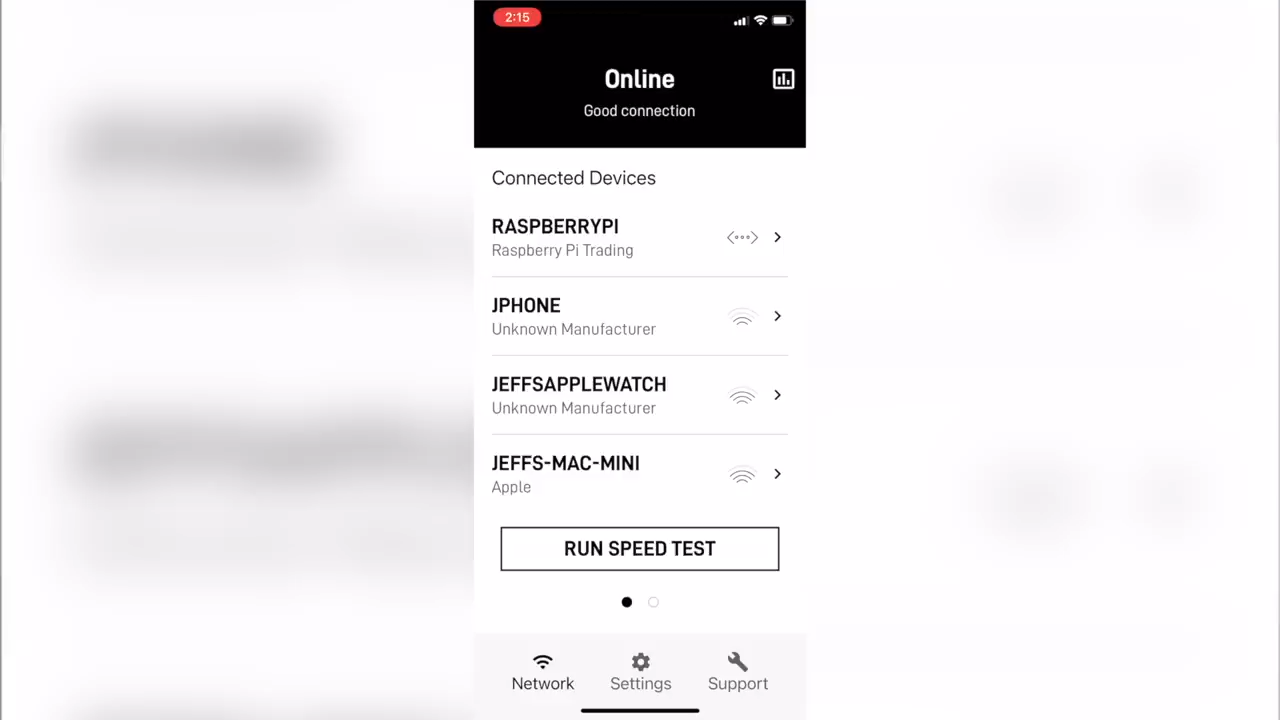 2:15
Online
Good connection
Connected Devices
RASPBERRYPI
Raspberry Pi Trading
JPHONE
Unknown Manufacturer
JEFFSAPPLEWATCH
Unknown Manufacturer
JEFFS-MAC-MINI
Apple
RUN SPEED TEST
Network Settings Support